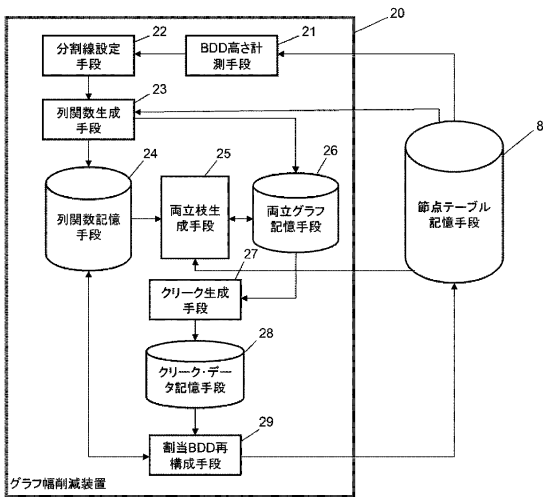 20
22
分割線設定
手段
21
BDD高さ計
測手段
23
列関数生成
手段
24
列関数記憶
手段
25
両立枝生
成手段
26
両立グラフ
記憶手段
8
節点テーブル
記憶手段
27
クリーク生成
手段
28
クリーク・デー
タ記憶手段
29
割当BDD再
構成手段
グラフ幅削減装置